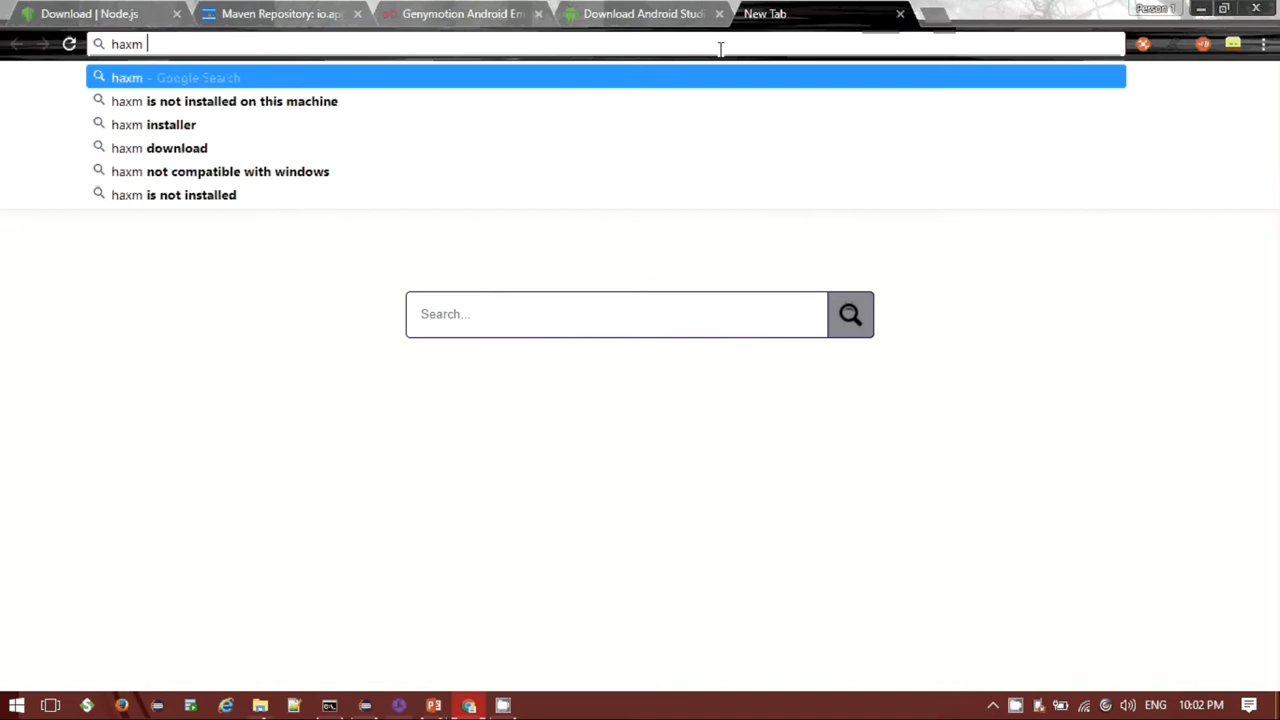 Download | Node.js
Maven Repository: io.app
Genymotion Android Em
Download Android Stud
New Tab
Person 1
haxm
haxm - Google Search
haxm is not installed on this machine
haxm installer
haxm download
haxm not compatible with windows
haxm is not installed
Search...
ENG
10:02 PM